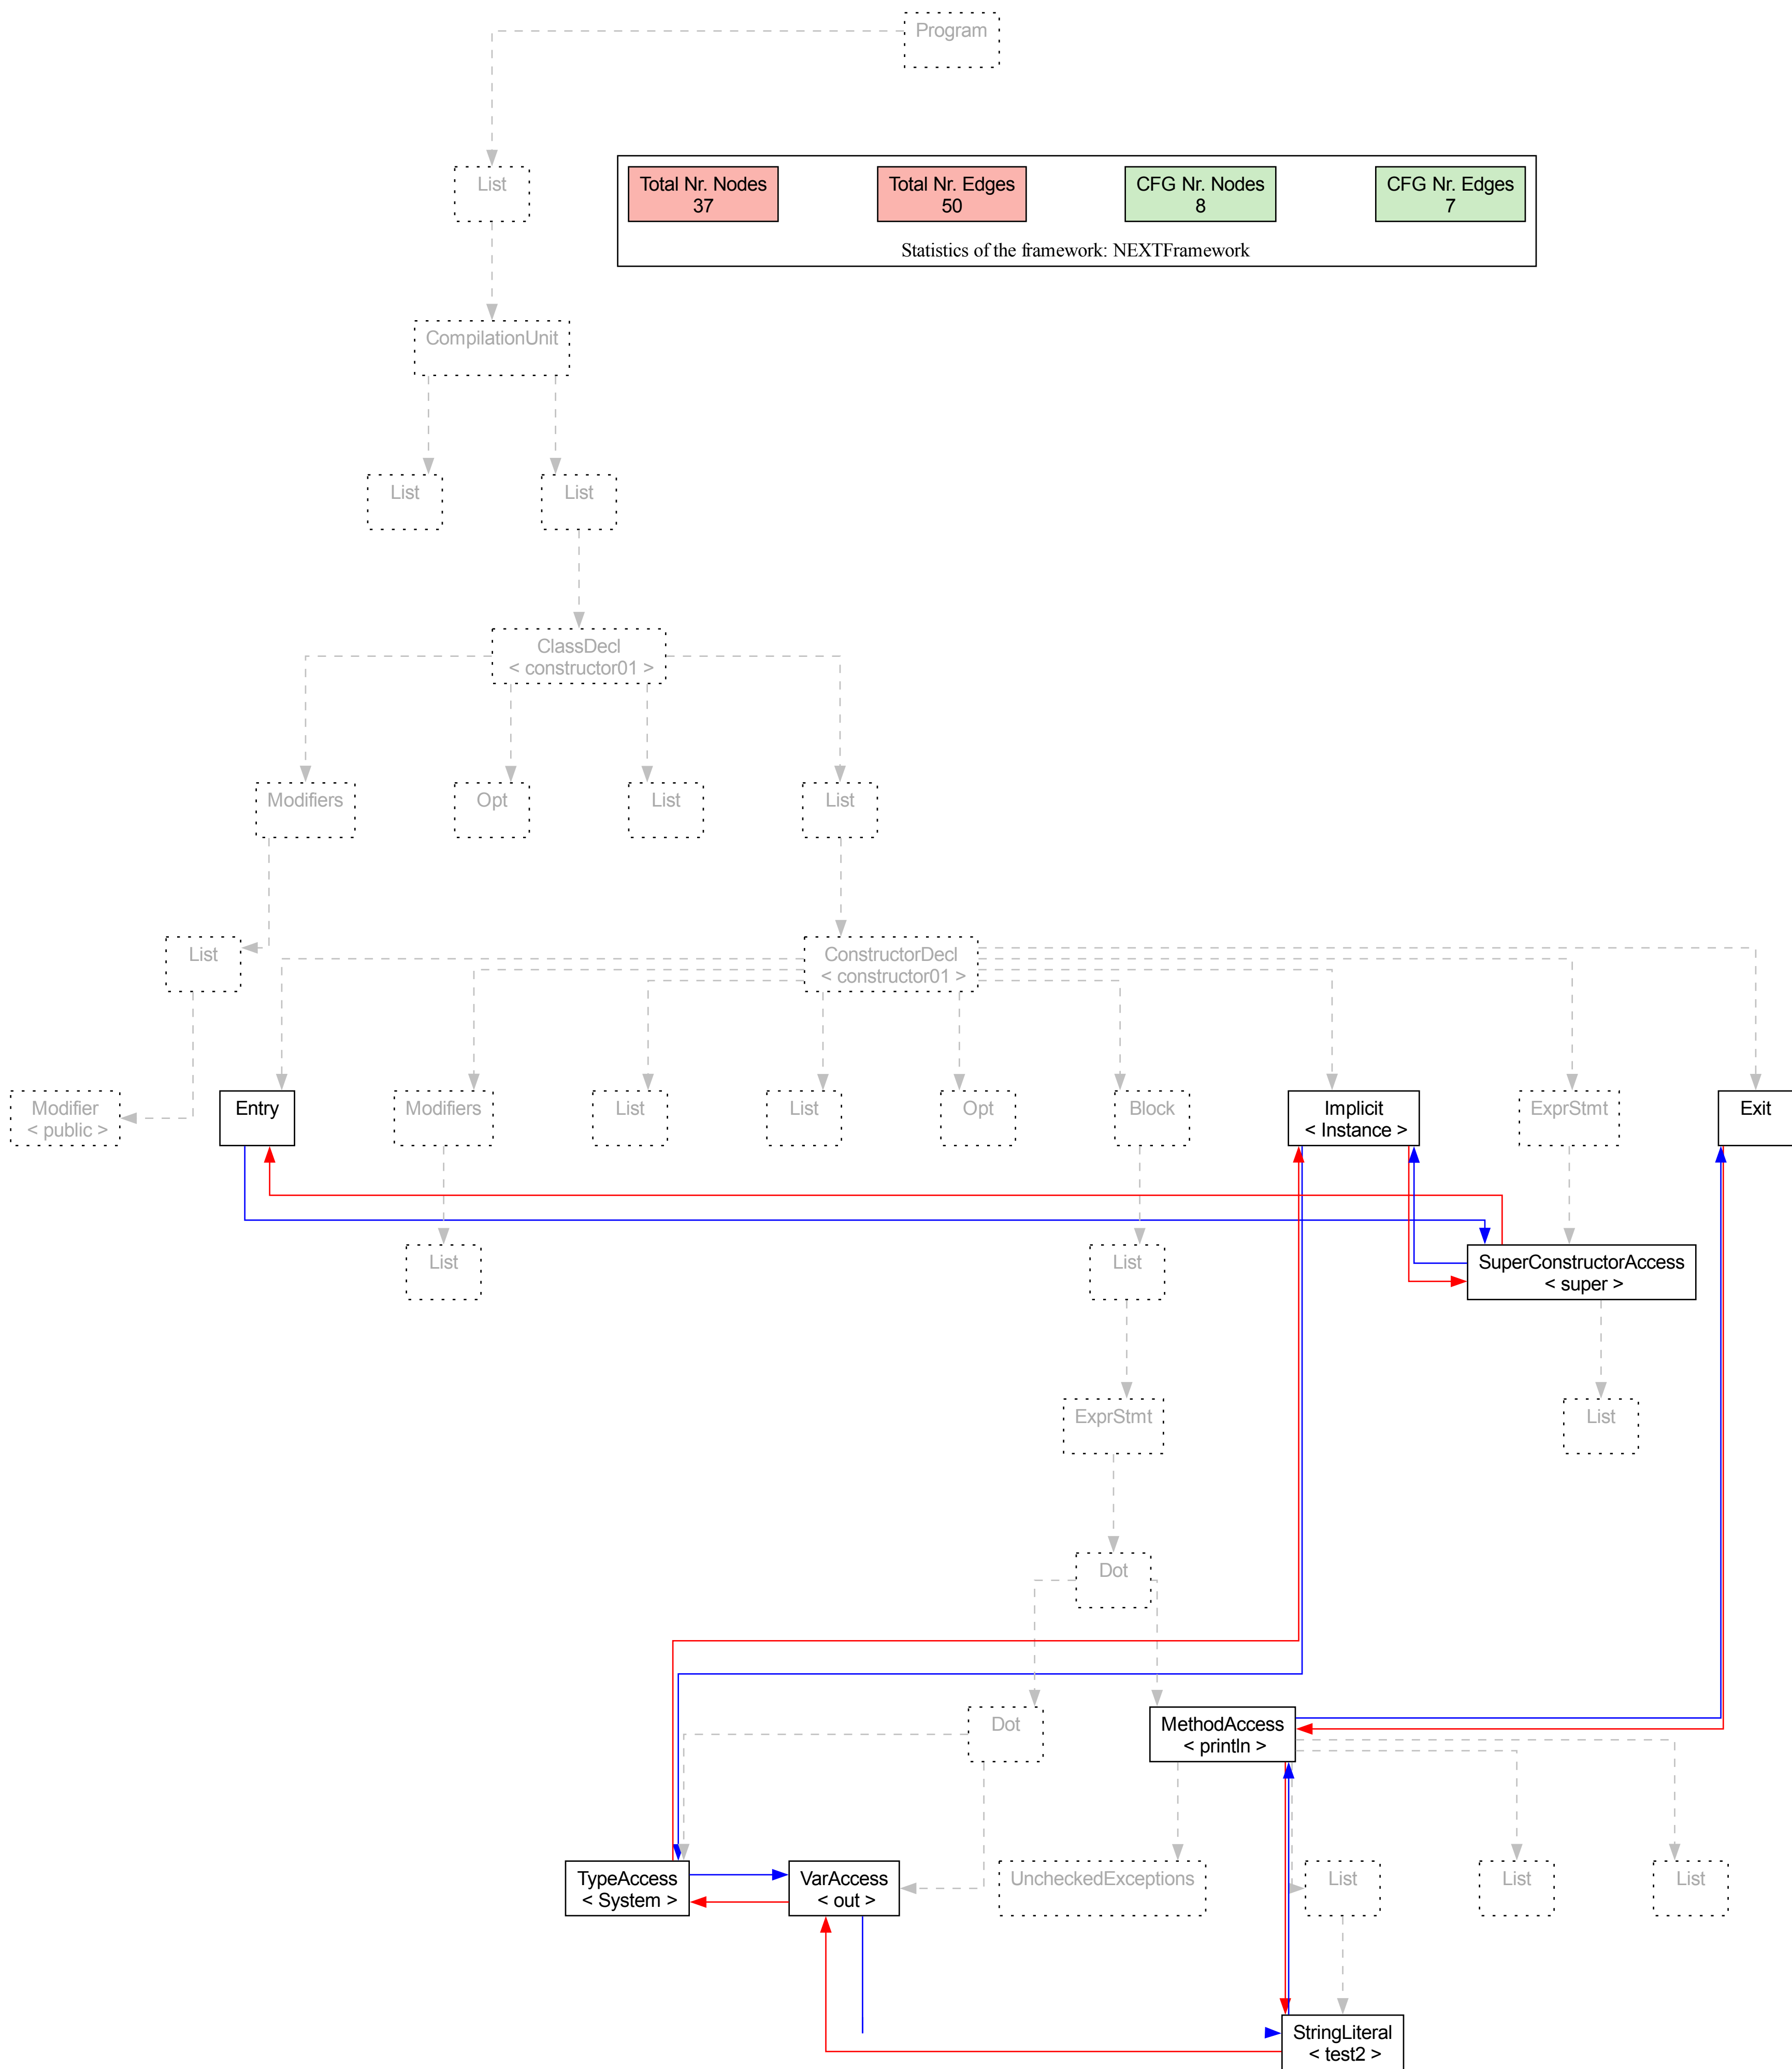 Program
List
Total Nr. Nodes
37
Total Nr. Edges
50
CFG Nr. Nodes
8
CFG Nr. Edges
7
Statistics of the framework: NEXTFramework
CompilationUnit
List
List
ClassDecl
< constructor01 >
Modifiers
Opt
List
List
List
ConstructorDecl
< constructor01 >
Modifier
< public >
Entry
Modifiers
List
List
Opt
Block
Implicit
< Instance >
ExprStmt
Exit
List
List
SuperConstructorAccess
< super >
ExprStmt
List
Dot
Dot
MethodAccess
< println >
TypeAccess
< System >
VarAccess
< out >
UncheckedExceptions
List
List
List
StringLiteral
< test2 >